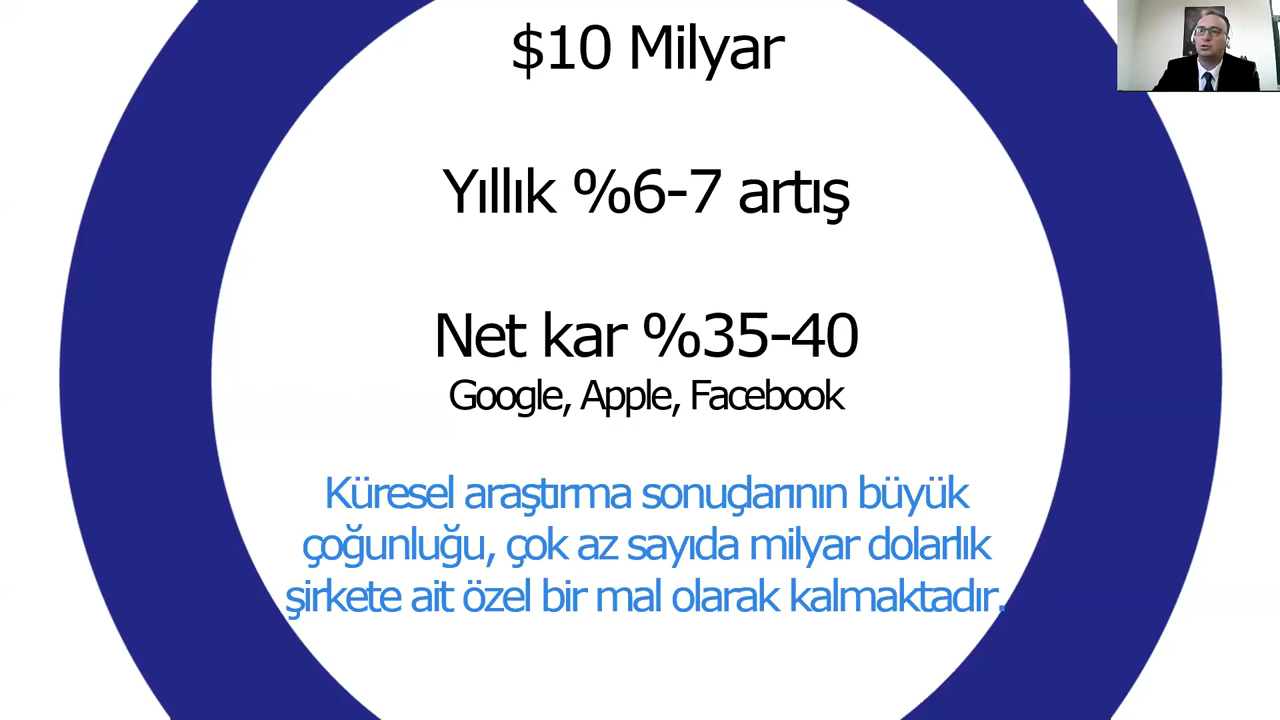 $10 Milyar
Yıllık %6-7 artış
Net kar %35-40
Google, Apple, Facebook
Küresel araştırma sonuçlarının büyük
çoğunluğu, çok az sayıda milyar dolarlık
şirkete ait özel bir mal olarak kalmaktadır.